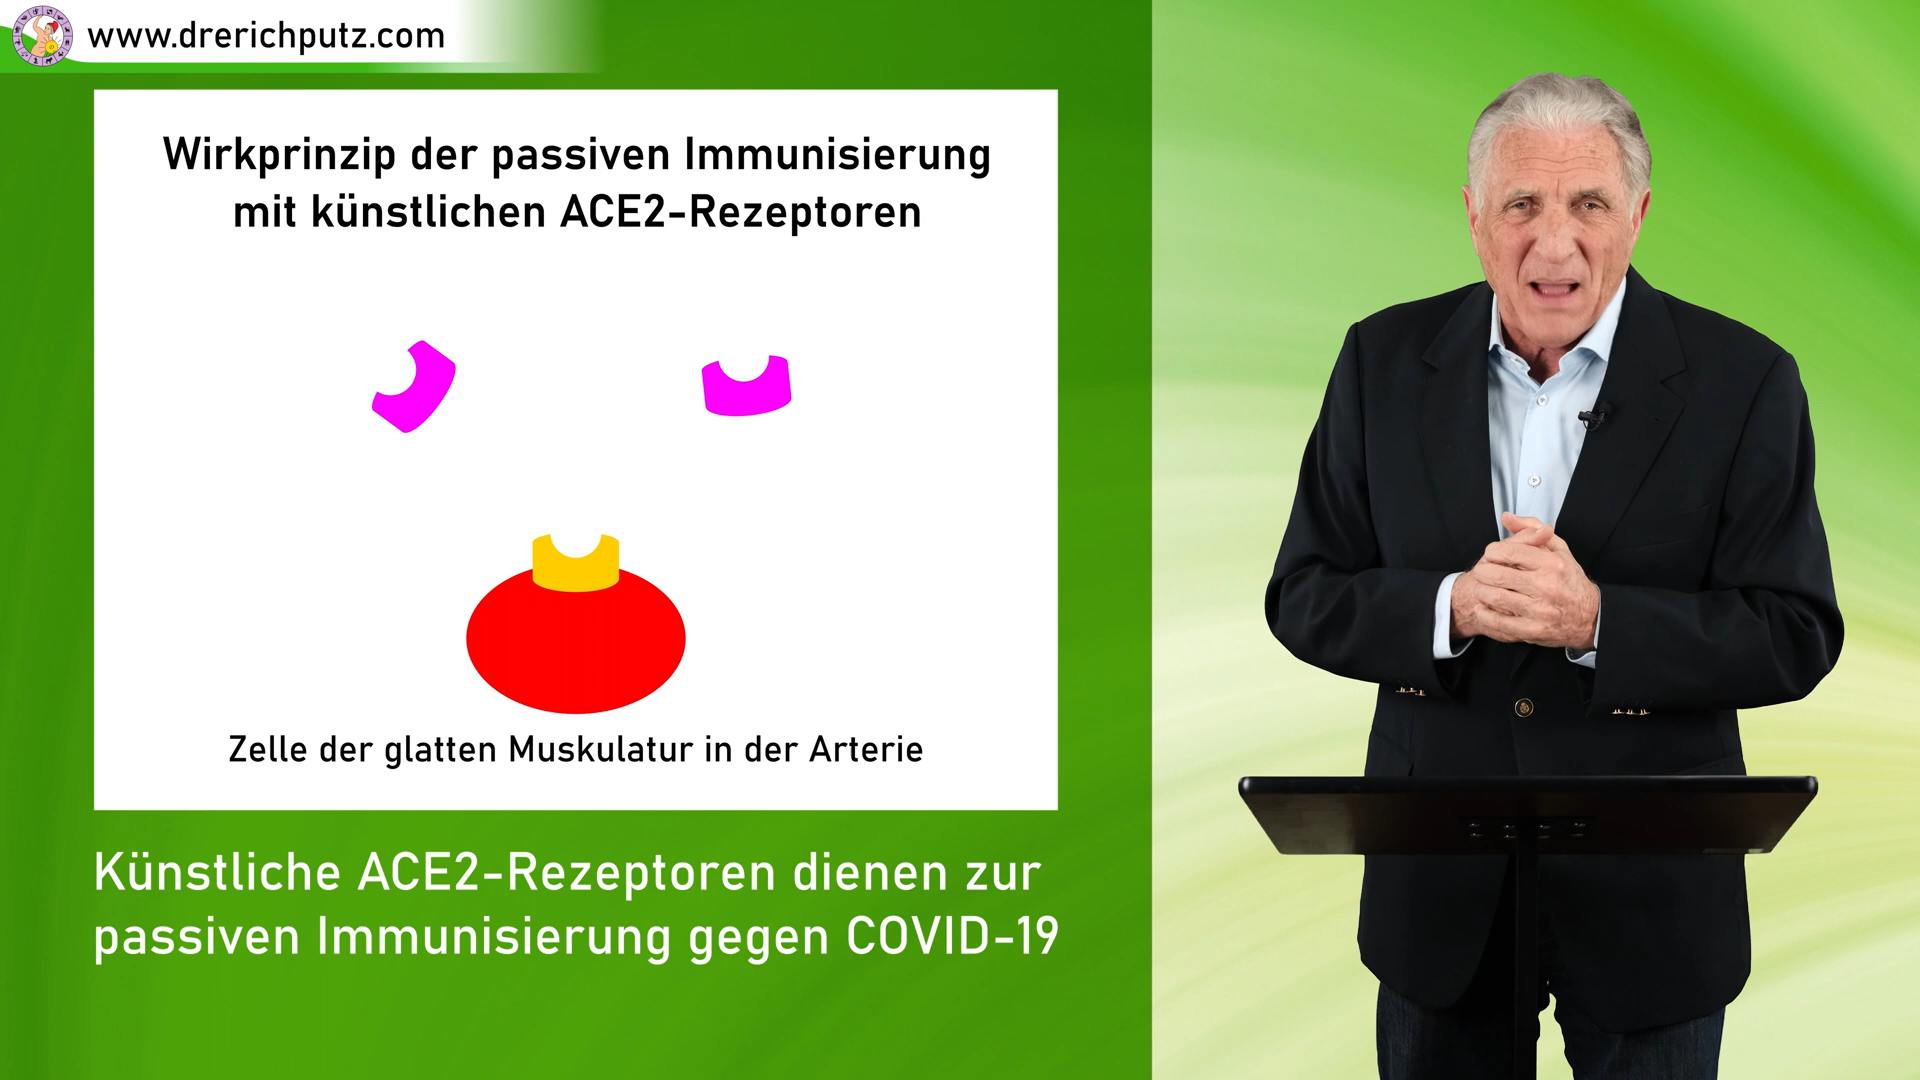 www.drerichputz.com
Wirkprinzip der passiven Immunisierung
mit künstlichen ACE2-Rezeptoren
Zelle der glatten Muskulatur in der Arterie
Künstliche ACE2-Rezeptoren dienen zur
passiven Immunisierung gegen COVID-19